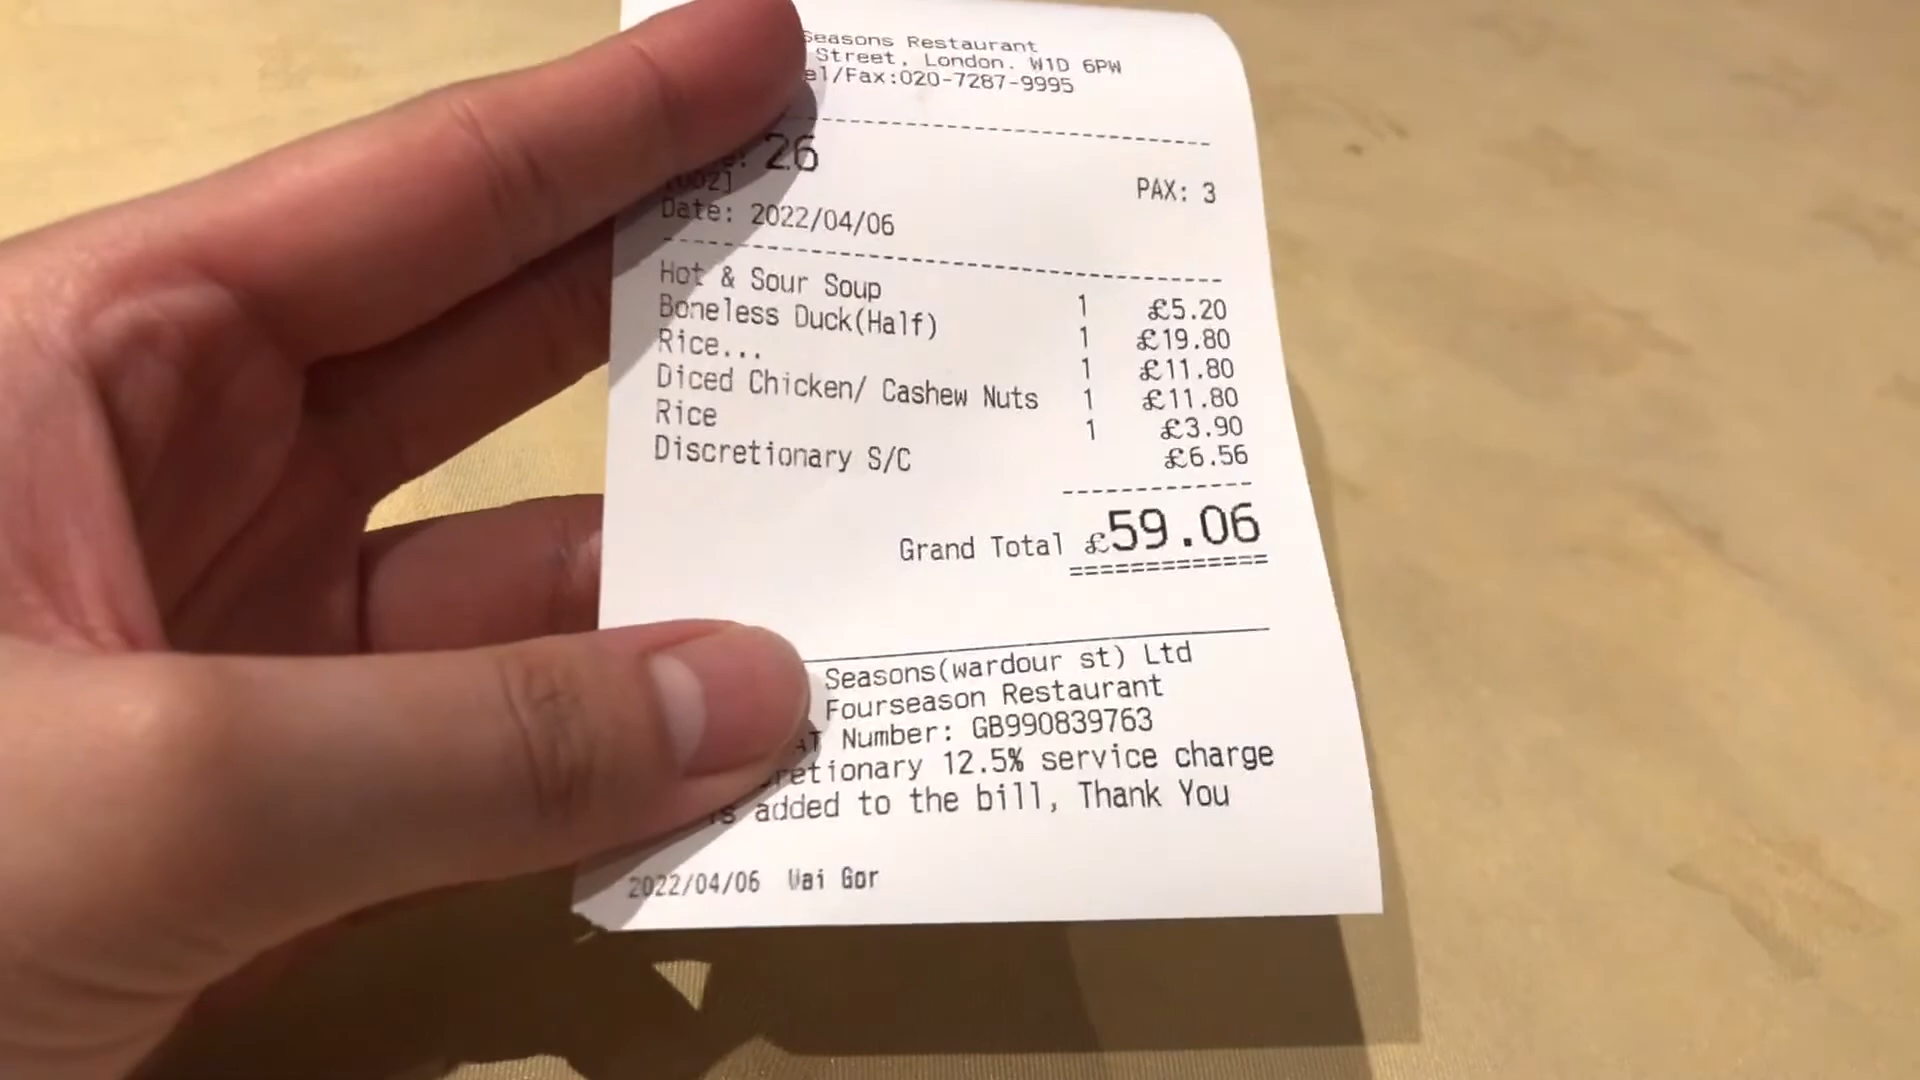 Seasons Restaurant
Street, London. W1D 6PW
el/Fax:020-7287-9995
26
[002]
PAX: 3
Date: 2022/04/06
Hot & Sour Soup 1 £5.20
Boneless Duck(Half) 1 £19.80
Rice... 1 £11.80
Diced Chicken/ Cashew Nuts 1 £11.80
Rice 1 £3.90
Discretionary S/C £6.56
Grand Total £59.06
Seasons(wardour st) Ltd
Fourseason Restaurant
AT Number: GB990839763
retionary 12.5% service charge
is added to the bill, Thank You
2022/04/06 Wai Gor